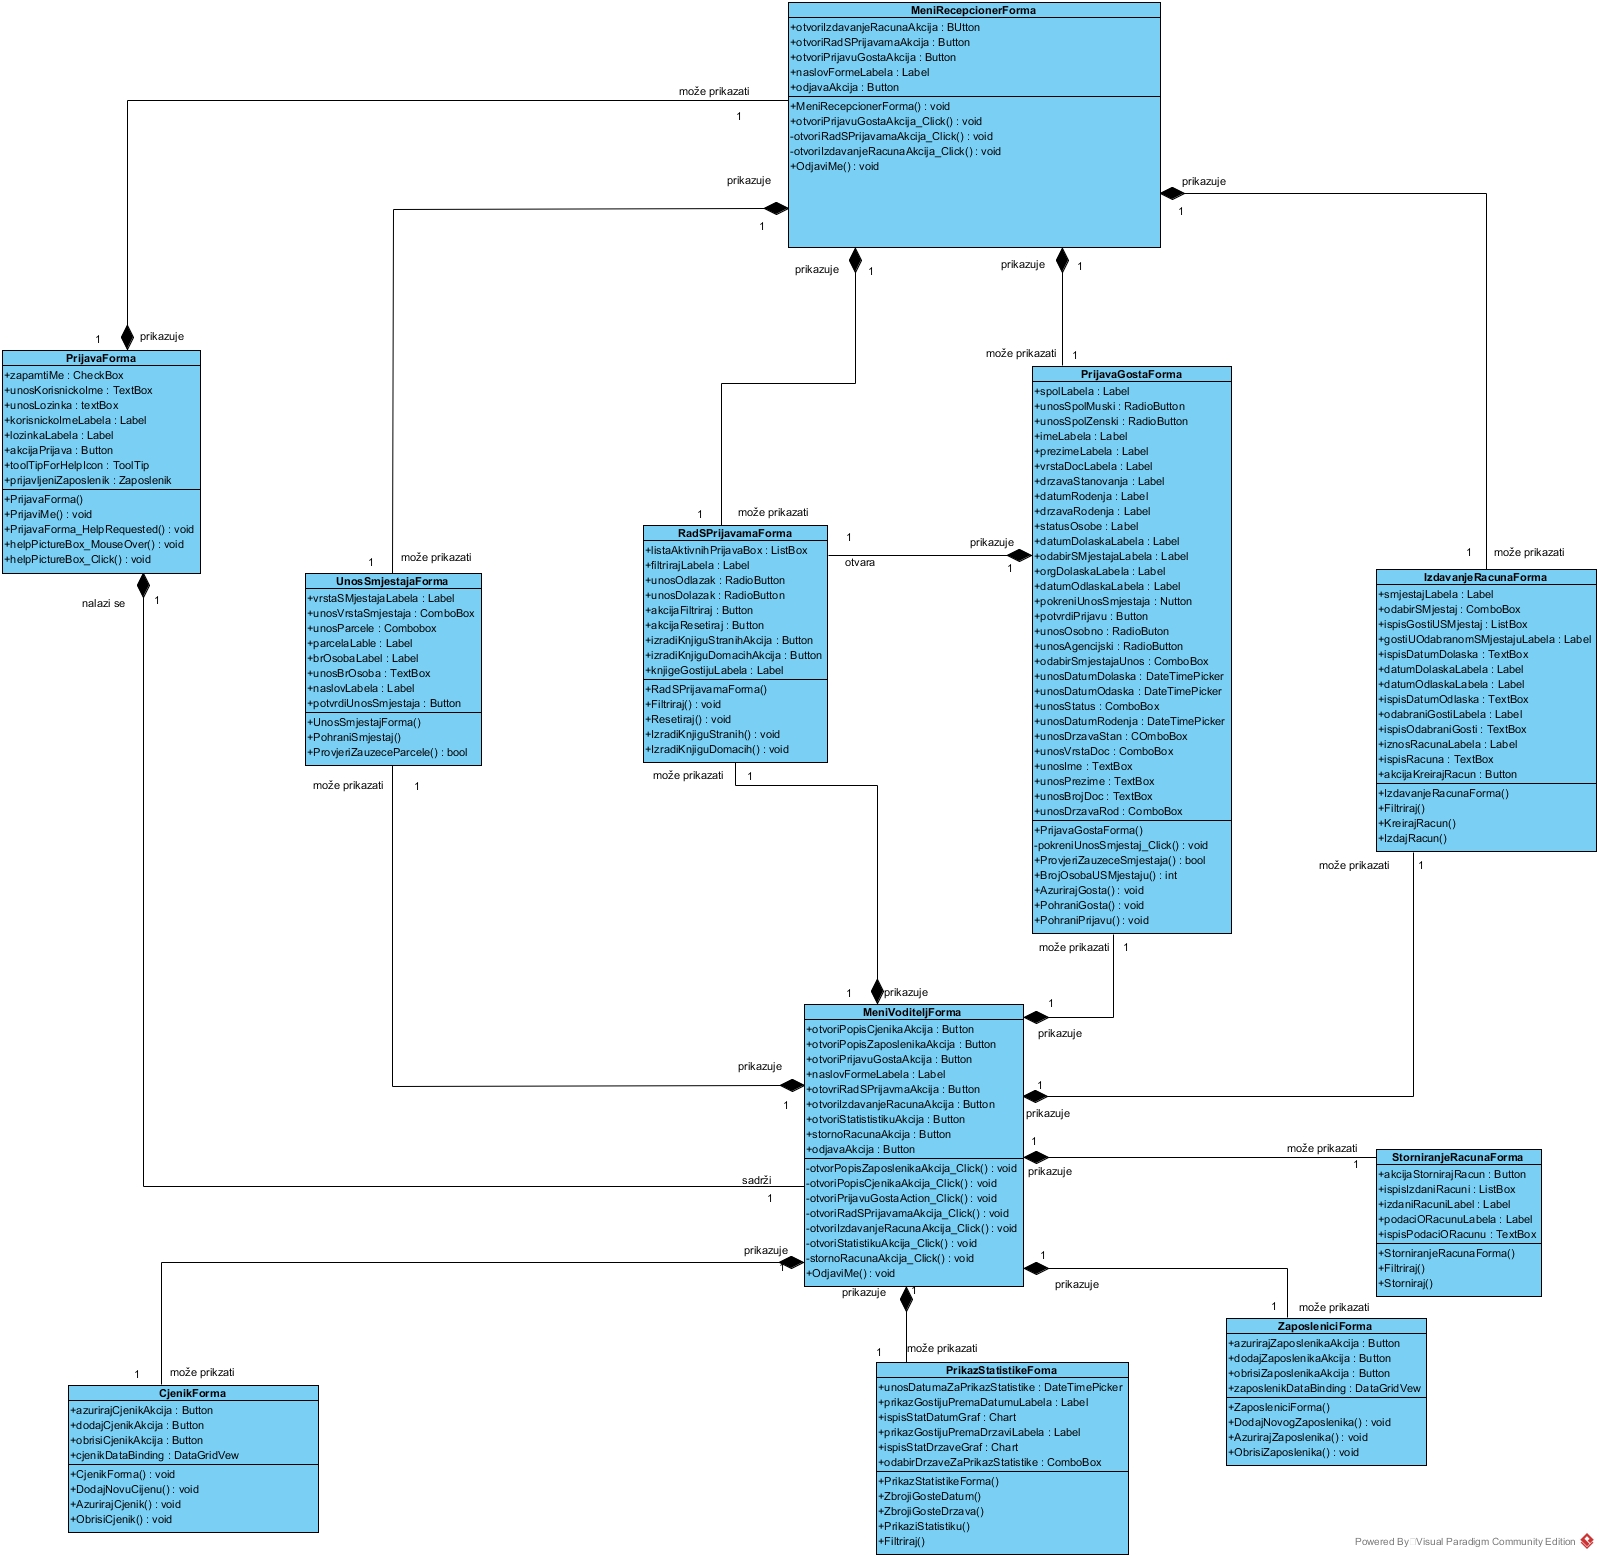 MeniRecepcionerForma
+otvoriIzdavanjeRacunaAkcija : BUtton
+otvoriRadSPrijavamaAkcija : Button
+otvoriPrijavuGostaAkcija : Button
+naslovFormeLabela : Label
+odjavaAkcija : Button
+MeniRecepcionerForma() : void
+otvoriPrijavuGostaAkcija_Click() : void
-otvoriRadSPrijavamaAkcija_Click() : void
-otvoriIzdavanjeRacunaAkcija_Click() : void
+OdjaviMe() : void
može prikazati
1
prikazuje
1
prikazuje
1
prikazuje
1
prikazuje
1
1
prikazuje
PrijavaForma
+zapamtiMe : CheckBox
+unosKorisnickoIme : TextBox
+unosLozinka : textBox
+korisnickoImeLabela : Label
+lozinkaLabela : Label
+akcijaPrijava : Button
+toolTipForHelpIcon : ToolTip
+prijavljeniZaposlenik : Zaposlenik
+PrijavaForma()
+PrijaviMe() : void
+PrijavaForma_HelpRequested() : void
+helpPictureBox_MouseOver() : void
+helpPictureBox_Click() : void
nalazi se
1
1
može prikazati
UnosSmjestajaForma
+vrstaSMjestajaLabela : Label
+unosVrstaSmjestaja : ComboBox
+unosParcele : Combobox
+parcelaLable : Label
+brOsobaLabel : Label
+unosBrOsoba : TextBox
+naslovLabela : Label
+potvrdiUnosSmjestaja : Button
+UnosSmjestajForma()
+PohraniSmjestaj()
+ProvjeriZauzeceParcele() : bool
može prikazati
1
1
može prikazati
RadSPrijavamaForma
+listaAktivnihPrijavaBox : ListBox
+filtrirajLabela : Label
+unosOdlazak : RadioButton
+unosDolazak : RadioButton
+akcijaFiltriraj : Button
+akcijaResetiraj : Button
+izradiKnjiguStranihAkcija : Button
+izradiKnjiguDomacihAkcija : Button
+knjigeGostijuLabela : Label
+RadSPrijavamaForma()
+Filtriraj() : void
+Resetiraj() : void
+IzradiKnjiguStranih() : void
+IzradiKnjiguDomacih() : void
može prikazati
1
1
otvara
prikazuje
1
može prikazati
1
PrijavaGostaForma
+spolLabela : Label
+unosSpolMuski : RadioButton
+unosSpolZenski : RadioButton
+imeLabela : Label
+prezimeLabela : Label
+vrstaDocLabela : Label
+drzavaStanovanja : Label
+datumRodenja : Label
+drzavaRodenja : Label
+statusOsobe : Label
+datumDolaskaLabela : Label
+odabirSMjestajaLabela : Label
+orgDolaskaLabela : Label
+datumOdlaskaLabela : Label
+pokreniUnosSmjestaja : Nutton
+potvrdiPrijavu : Button
+unosOsobno : RadioButon
+unosAgencijski : RadioButton
+odabirSmjestajaUnos : ComboBox
+unosDatumDolaska : DateTimePicker
+unosDatumOdaska : DateTimePicker
+unosStatus : ComboBox
+unosDatumRodenja : DateTimePicker
+unosDrzavaStan : COmboBox
+unosVrstaDoc : ComboBox
+unosIme : TextBox
+unosPrezime : TextBox
+unosBrojDoc : TextBox
+unosDrzavaRod : ComboBox
+PrijavaGostaForma()
-pokreniUnosSmjestaj_Click() : void
+ProvjeriZauzeceSmjestaja() : bool
+BrojOsobaUSMjestaju() : int
+AzurirajGosta() : void
+PohraniGosta() : void
+PohraniPrijavu() : void
može prikazati
1
1
može prikazati
IzdavanjeRacunaForma
+smjestajLabela : Label
+odabirSMjestaj : ComboBox
+ispisGostiUSMjestaj : ListBox
+gostiUOdabranomSMjestajuLabela : Label
+ispisDatumDolaska : TextBox
+datumDolaskaLabela : Label
+datumOdlaskaLabela : Label
+ispisDatumOdlaska : TextBox
+odabraniGostiLabela : Label
+ispisOdabraniGosti : TextBox
+iznosRacunaLabela : Label
+ispisRacuna : TextBox
+akcijaKreirajRacun : Button
+IzdavanjeRacunaForma()
+Filtriraj()
+KreirajRacun()
+IzdajRacun()
može prikazati
1
1
prikazuje
1
prikazuje
prikazuje
1
1
prikazuje
MeniVoditeljForma
+otvoriPopisCjenikaAkcija : Button
+otvoriPopisZaposlenikaAkcija : Button
+otvoriPrijavuGostaAkcija : Button
+naslovFormeLabela : Label
+otovriRadSPrijavmaAkcija : Button
+otvoriIzdavanjeRacunaAkcija : Button
+otvoriStatististikuAkcija : Button
+stornoRacunaAkcija : Button
+odjavaAkcija : Button
-otvorPopisZaposlenikaAkcija_Click() : void
-otvoriPopisCjenikaAkcija_Click() : void
-otvoriPrijavuGostaAction_Click() : void
-otvoriRadSPrijavamaAkcija_Click() : void
-otvoriIzdavanjeRacunaAkcija_Click() : void
-otvoriStatistikuAkcija_Click() : void
-stornoRacunaAkcija_Click() : void
+OdjaviMe() : void
sadrži
1
prikazuje
1
prikazuje
1
1
prikazuje
može prikazati
1
1
prikazuje
StorniranjeRacunaForma
+akcijaStornirajRacun : Button
+ispisIzdaniRacuni : ListBox
+izdaniRacuniLabel : Label
+podaciORacunuLabela : Label
+ispisPodaciORacunu : TextBox
+StorniranjeRacunaForma()
+Filtriraj()
+Storniraj()
1
može prikazati
ZaposleniciForma
+azurirajZaposlenikaAkcija : Button
+dodajZaposlenikaAkcija : Button
+obrisiZaposlenikaAkcija : Button
+zaposlenikDataBinding : DataGridVew
+ZaposleniciForma()
+DodajNovogZaposlenika() : void
+AzurirajZaposlenika() : void
+ObrisiZaposlenika() : void
1
može prikzati
CjenikForma
+azurirajCjenikAkcija : Button
+dodajCjenikAkcija : Button
+obrisiCjenikAkcija : Button
+cjenikDataBinding : DataGridVew
+CjenikForma() : void
+DodajNovuCijenu() : void
+AzurirajCjenik() : void
+ObrisiCjenik() : void
1
može prikazati
PrikazStatistikeFoma
+unosDatumaZaPrikazStatistike : DateTimePicker
+prikazGostijuPremaDatumuLabela : Label
+ispisStatDatumGraf : Chart
+prikazGostijuPremaDrzaviLabela : Label
+ispisStatDrzaveGraf : Chart
+odabirDrzaveZaPrikazStatistike : ComboBox
+PrikazStatistikeForma()
+ZbrojiGosteDatum()
+ZbrojiGosteDrzava()
+PrikaziStatistiku()
+Filtriraj()
Powered By Visual Paradigm Community Edition